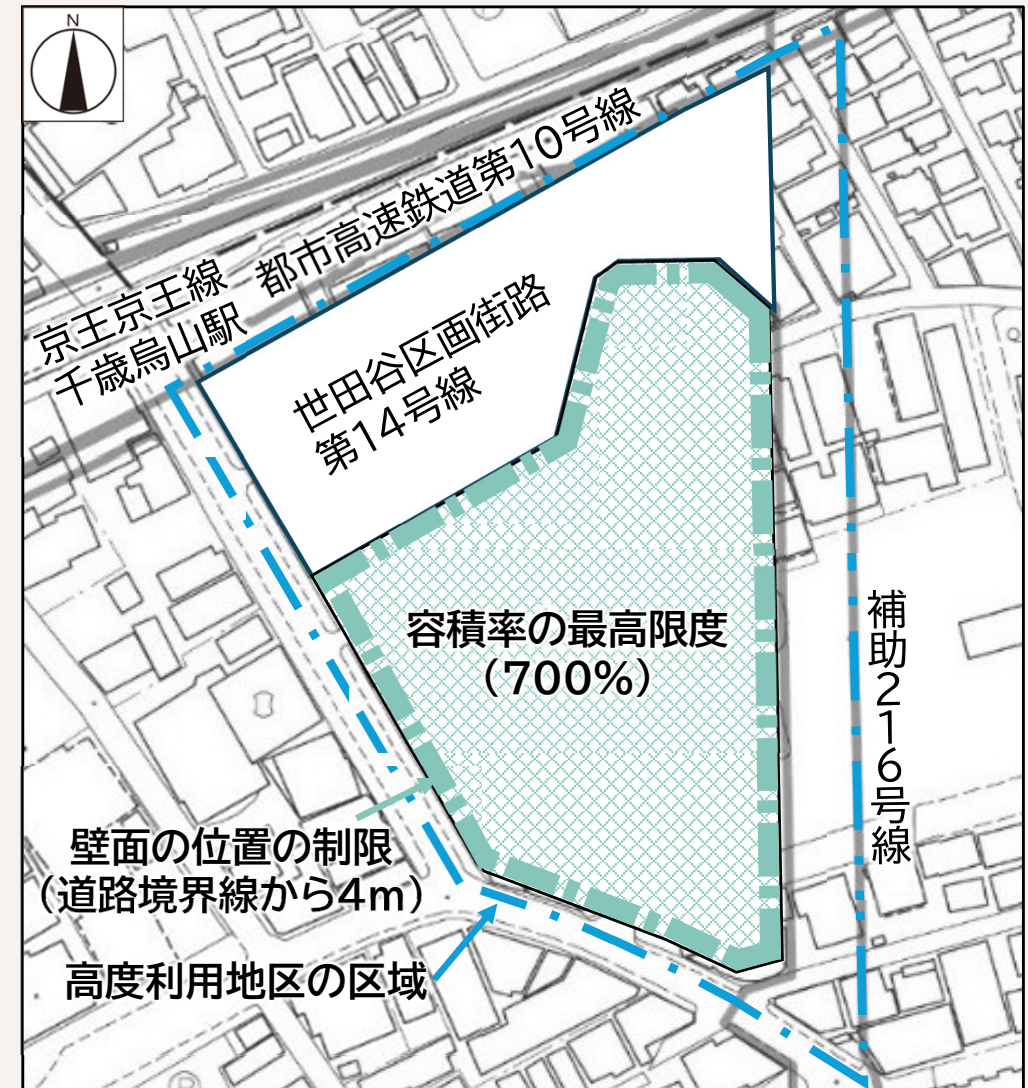 N
都市高速鉄道第10号線
京王京王線
千歳烏山駅
世田谷区画街路
第14号線
容積率の最高限度
(700%)
補助216号線
壁面の位置の制限
(道路境界線から4m)
高度利用地区の区域